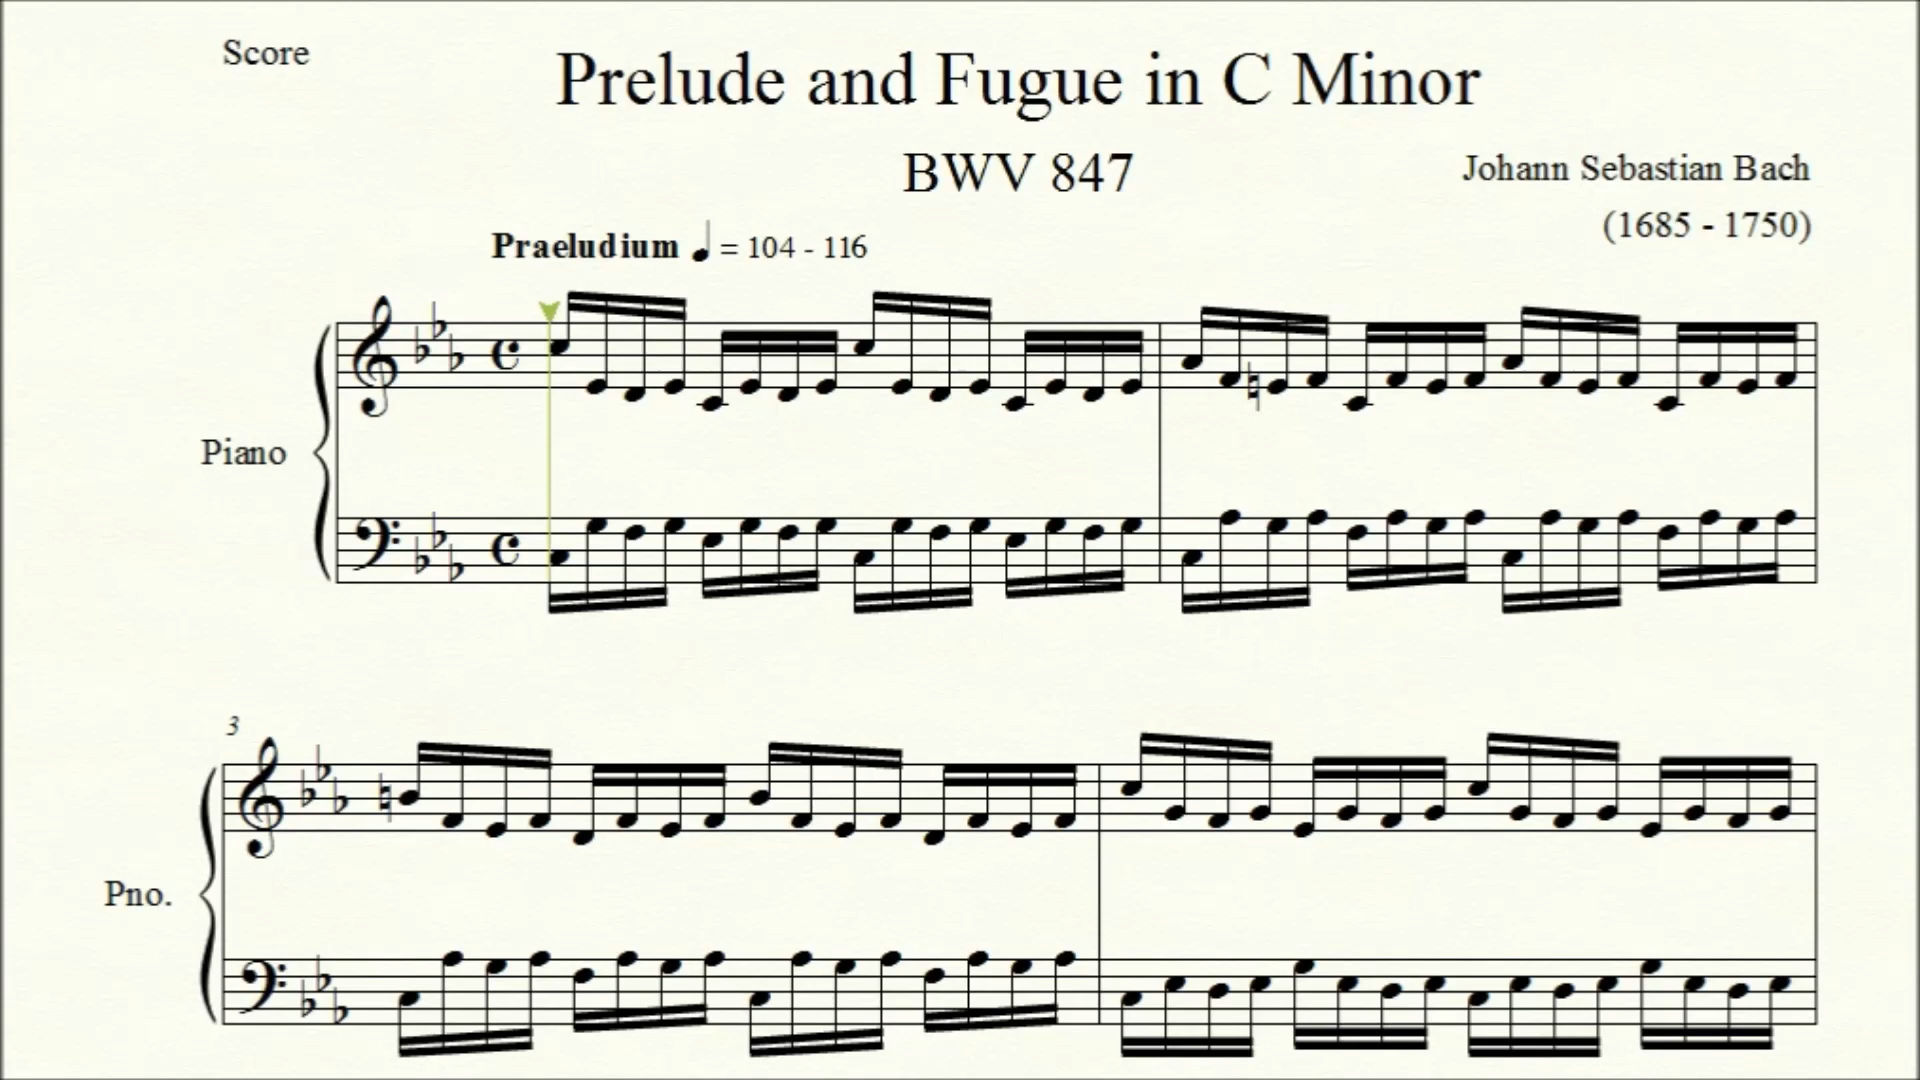 Score
Prelude and Fugue in C Minor
BWV 847
Johann Sebastian Bach
(1685 - 1750)
Praeludium ♩ = 104 - 116
Piano
3
Pno.